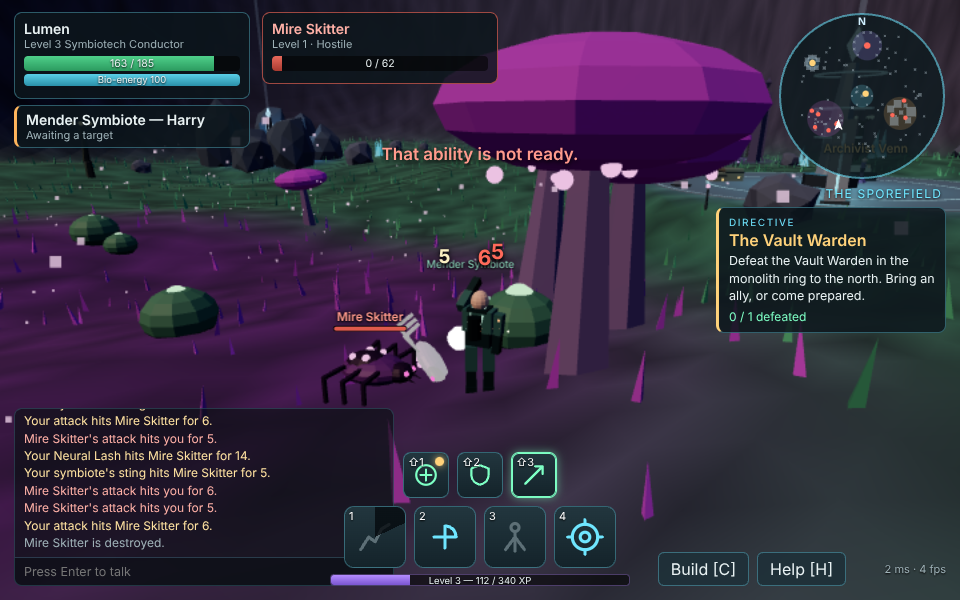 Lumen
Level 3 Symbiotech Conductor
163 / 185
Bio-energy 100
Mender Symbiote — Harry
Awaiting a target
Mire Skitter
Level 1 · Hostile
0 / 62
That ability is not ready.
N
Archivist Venn
THE SPOREFIELD
DIRECTIVE
The Vault Warden
Defeat the Vault Warden in the
monolith ring to the north. Bring an
ally, or come prepared.
0 / 1 defeated
5
6 5
Mender Symbiote
Mire Skitter
Your attack hits Mire Skitter for 6.
Mire Skitter's attack hits you for 5.
Your Neural Lash hits Mire Skitter for 14.
Your symbiote's sting hits Mire Skitter for 5.
Mire Skitter's attack hits you for 6.
Mire Skitter's attack hits you for 5.
Your attack hits Mire Skitter for 6.
Mire Skitter is destroyed.
Press Enter to talk
⇧1 ⇧2 ⇧3
1 2 3 4
Level 3 — 112 / 340 XP
Build [C]
Help [H]
2 ms · 4 fps